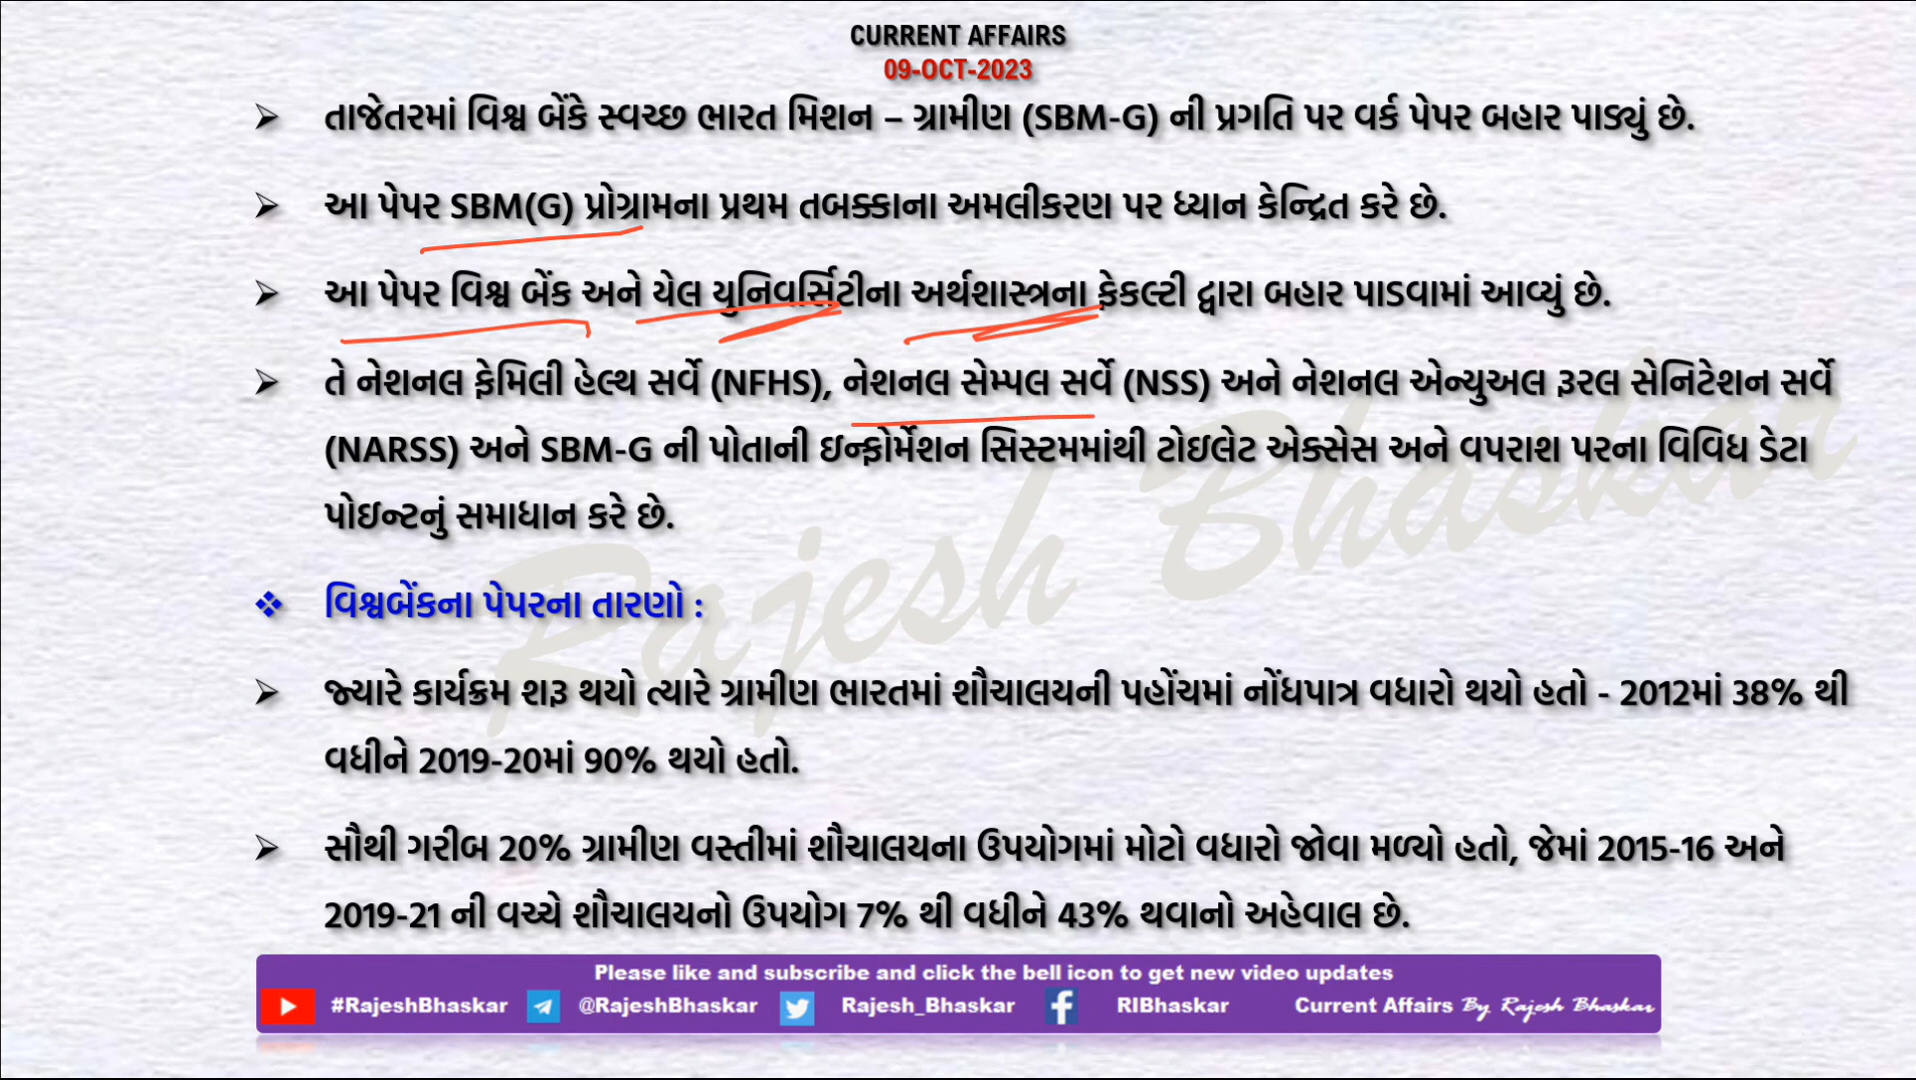 CURRENT AFFAIRS
09-OCT-2023
➢ તાજેતરમાં વિશ્વ બેંકે સ્વચ્છ ભારત મિશન – ગ્રામીણ (SBM-G) ની પ્રગતિ પર વર્ક પેપર બહાર પાડ્યું છે.
➢ આ પેપર SBM(G) પ્રોગ્રામના પ્રથમ તબક્કાના અમલીકરણ પર ધ્યાન કેન્દ્રિત કરે છે.
➢ આ પેપર વિશ્વ બેંક અને યેલ યુનિવર્સિટીના અર્થશાસ્ત્રના ફેકલ્ટી દ્વારા બહાર પાડવામાં આવ્યું છે.
➢ તે નેશનલ ફેમિલી હેલ્થ સર્વે (NFHS), નેશનલ સેમ્પલ સર્વે (NSS) અને નેશનલ એન્યુઅલ રૂરલ સેનિટેશન સર્વે
(NARSS) અને SBM-G ની પોતાની ઇન્ફોર્મેશન સિસ્ટમમાંથી ટોઇલેટ એક્સેસ અને વપરાશ પરના વિવિધ ડેટા
પોઇન્ટનું સમાધાન કરે છે.
❖ વિશ્વબેંકના પેપરના તારણો :
➢ જ્યારે કાર્યક્રમ શરૂ થયો ત્યારે ગ્રામીણ ભારતમાં શૌચાલયની પહોંચમાં નોંધપાત્ર વધારો થયો હતો - 2012માં 38% થી
વધીને 2019-20માં 90% થયો હતો.
➢ સૌથી ગરીબ 20% ગ્રામીણ વસ્તીમાં શૌચાલયના ઉપયોગમાં મોટો વધારો જોવા મળ્યો હતો, જેમાં 2015-16 અને
2019-21 ની વચ્ચે શૌચાલયનો ઉપયોગ 7% થી વધીને 43% થવાનો અહેવાલ છે.
Rajesh Bhaskar
Please like and subscribe and click the bell icon to get new video updates
#RajeshBhaskar @RajeshBhaskar Rajesh_Bhaskar RIBhaskar Current Affairs By Rajesh Bhaskar